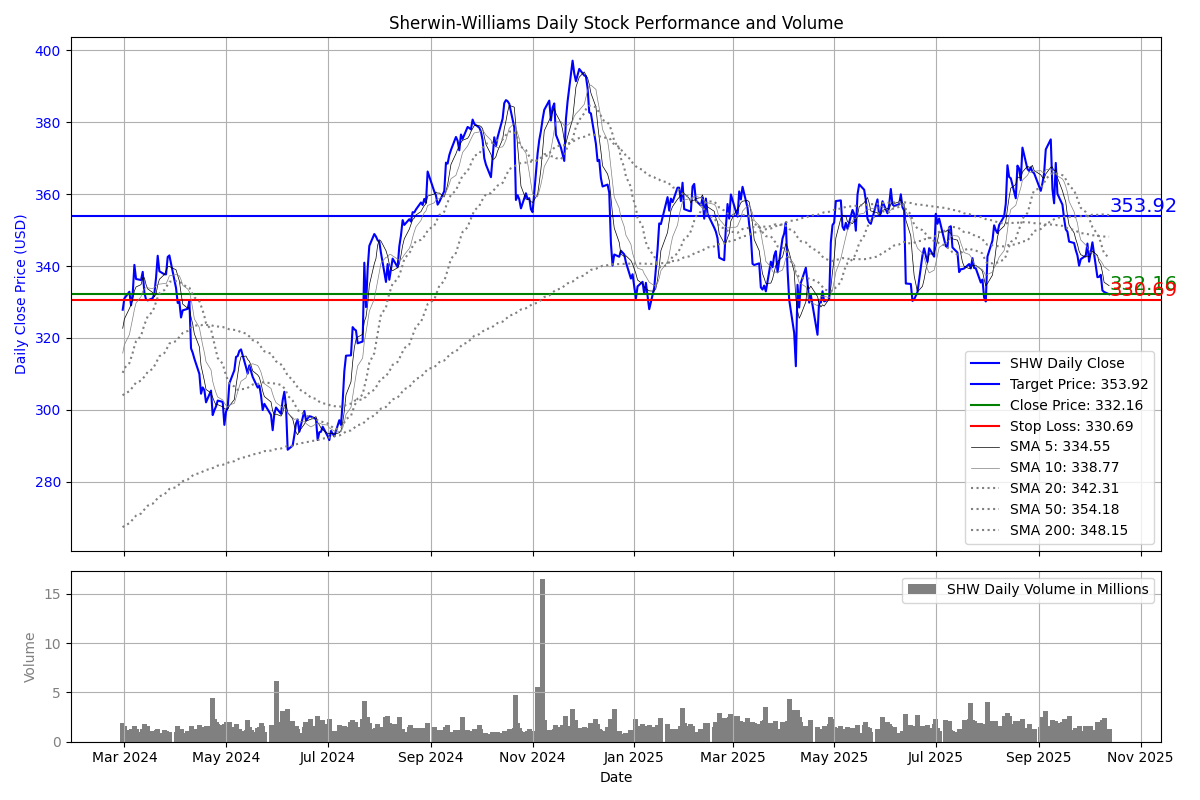 Sherwin-Williams Daily Stock Performance and Volume
Daily Close Price (USD)
400
380
360
340
320
300
280
353.92
332.16
330.69
SHW Daily Close
Target Price: 353.92
Close Price: 332.16
Stop Loss: 330.69
SMA 5: 334.55
SMA 10: 338.77
SMA 20: 342.31
SMA 50: 354.18
SMA 200: 348.15
Volume
15
10
5
0
SHW Daily Volume in Millions
Mar 2024 May 2024 Jul 2024 Sep 2024 Nov 2024 Jan 2025 Mar 2025 May 2025 Jul 2025 Sep 2025 Nov 2025
Date